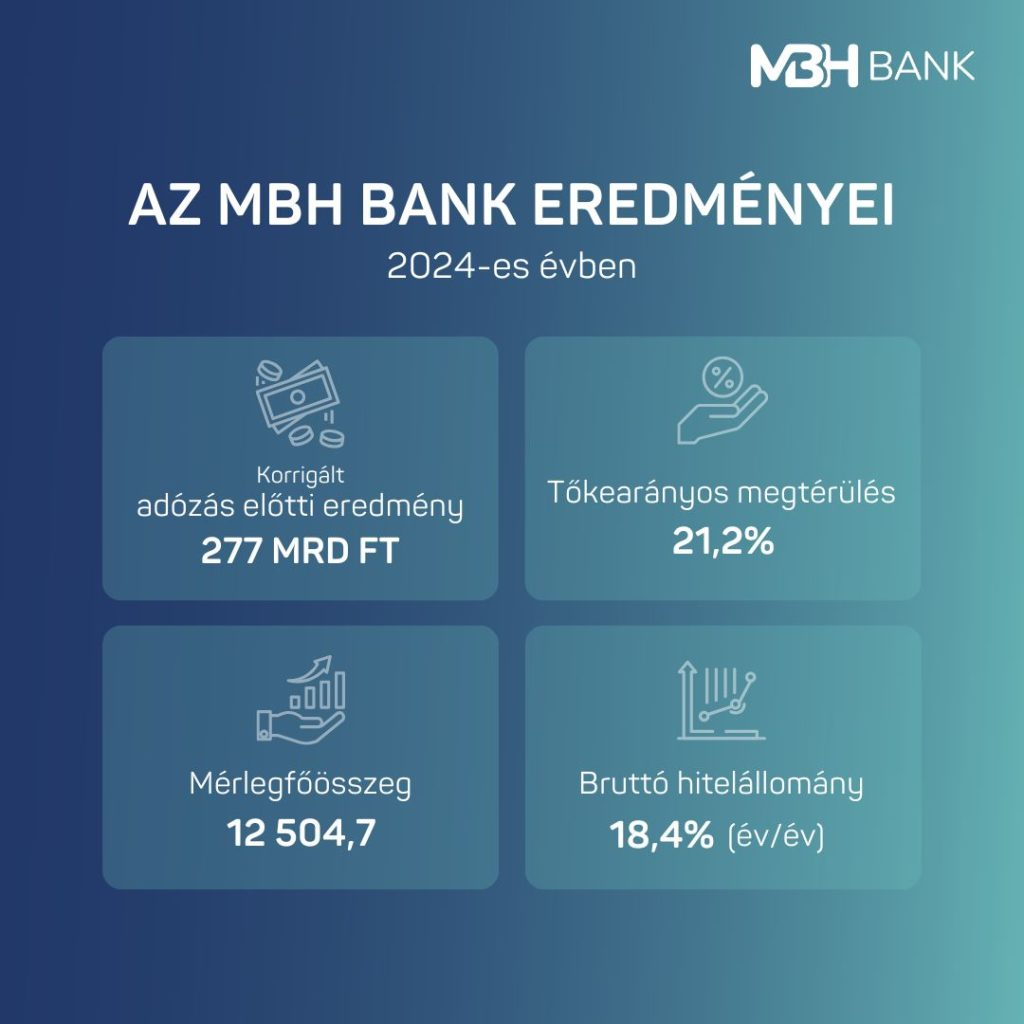 MBH BANK
AZ MBH BANK EREDMÉNYEI
2024-es évben
Korrigált
adózás előtti eredmény
277 MRD FT
Tőkearányos megtérülés
21,2%
Mérlegfőösszeg
12 504,7
Bruttó hitelállomány
18,4% (év/év)